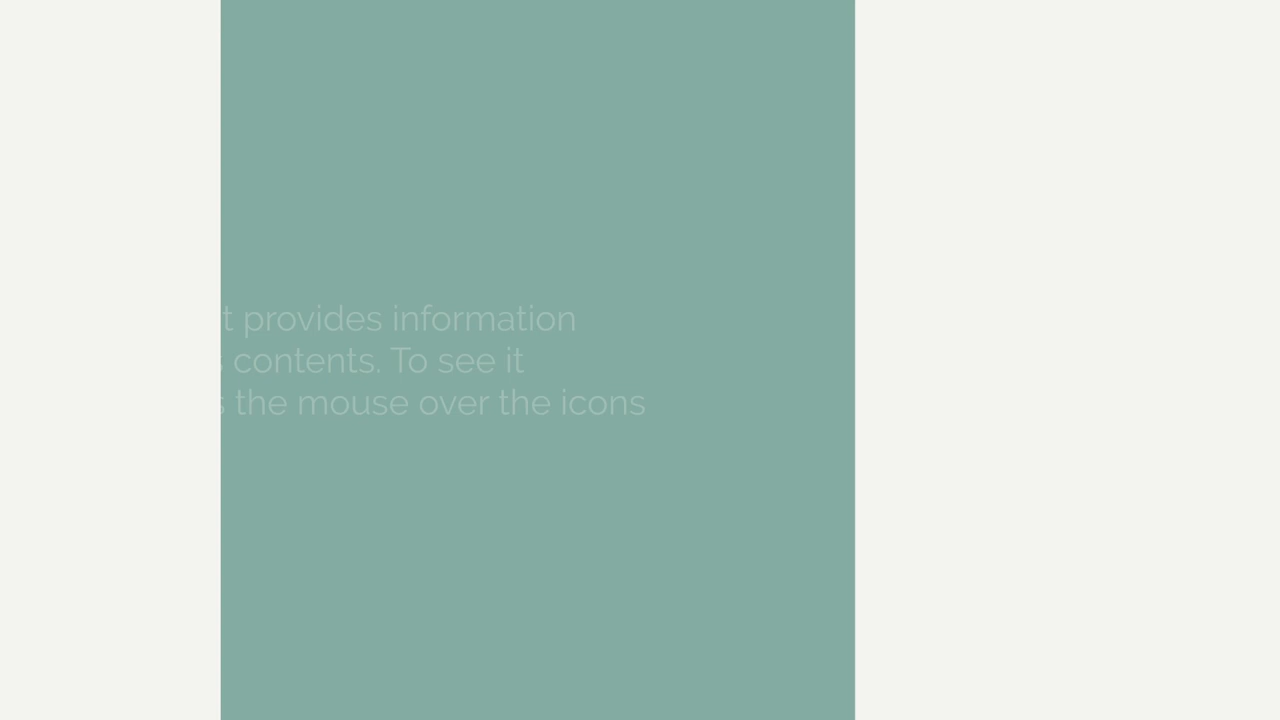 provides information
contents. To see it
the mouse over the icons